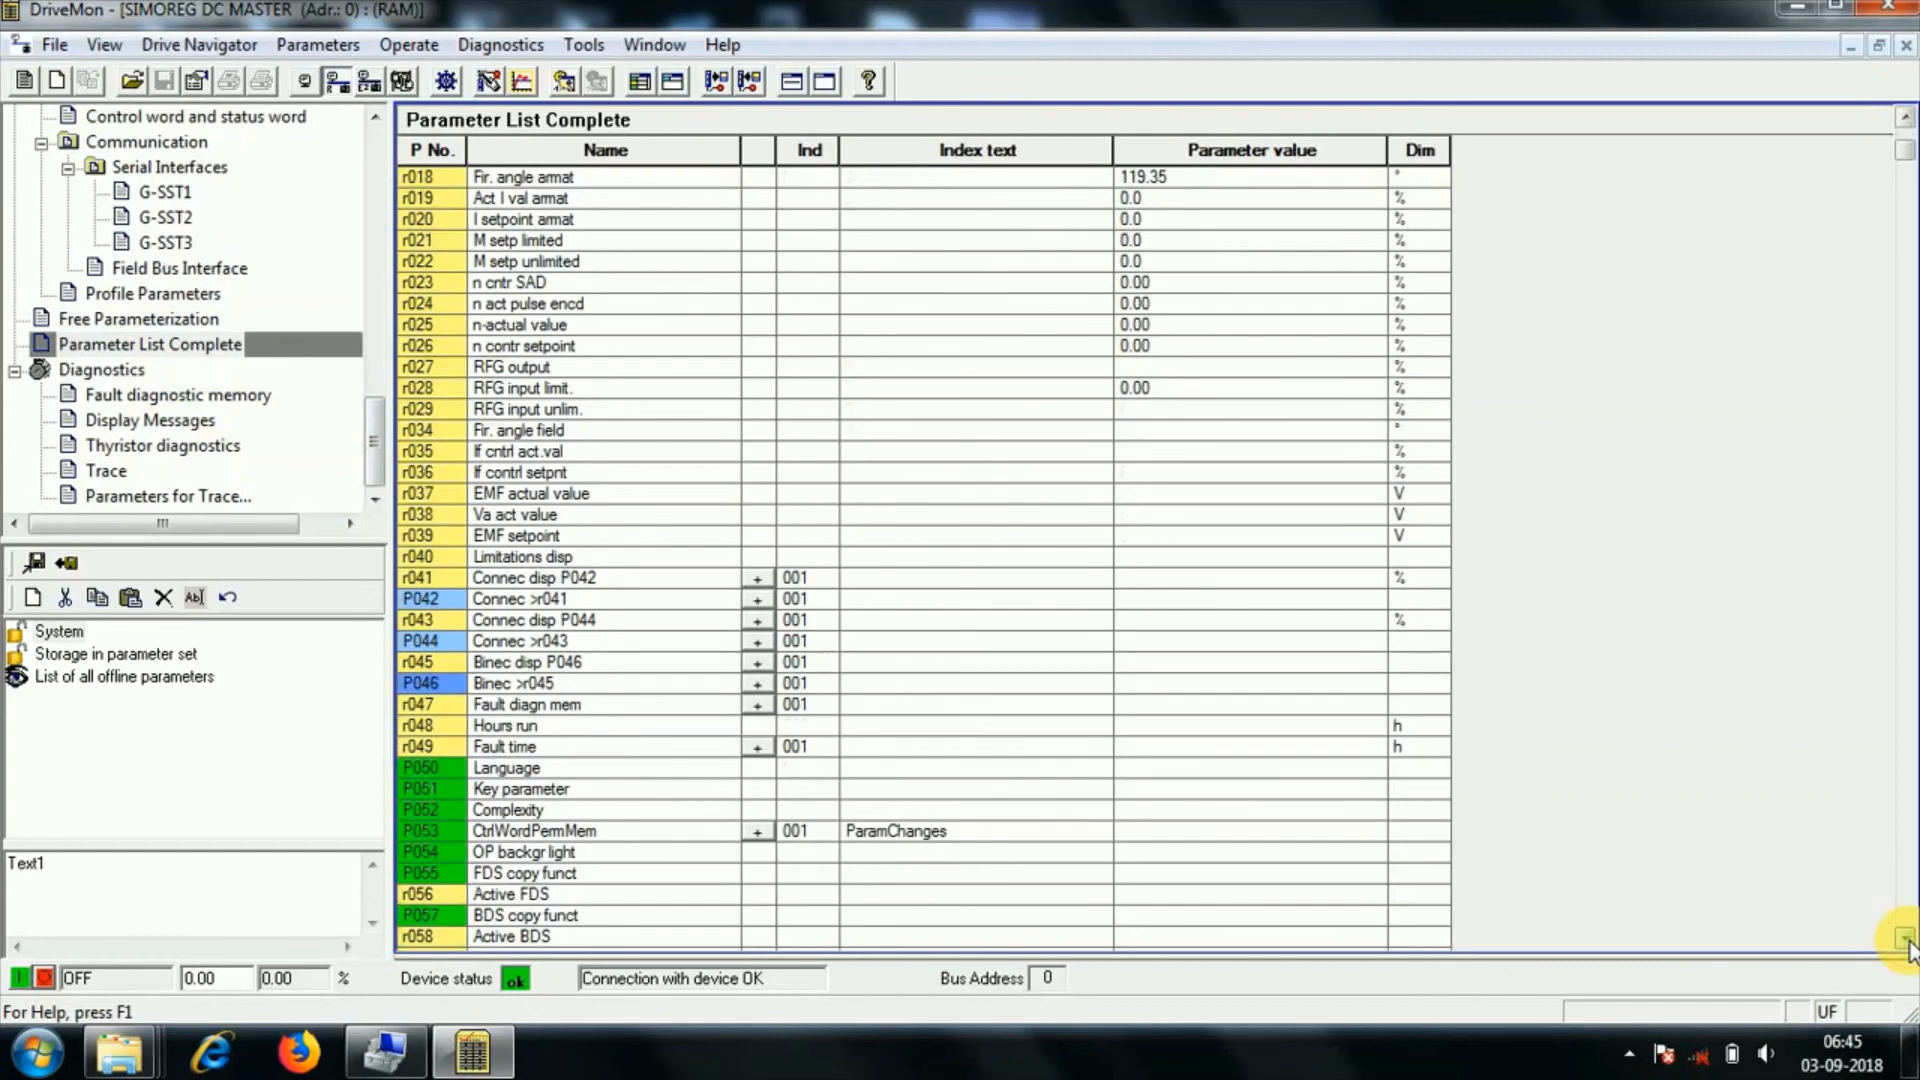 DriveMon - [SIMOREG DC MASTER (Adr.: 0) : (RAM)]
File View Drive Navigator Parameters Operate Diagnostics Tools Window Help
Control word and status word
Communication
Serial Interfaces
G-SST1
G-SST2
G-SST3
Field Bus Interface
Profile Parameters
Free Parameterization
Parameter List Complete
Diagnostics
Fault diagnostic memory
Display Messages
Thyristor diagnostics
Trace
Parameters for Trace...
System
Storage in parameter set
List of all offline parameters
Text1
Parameter List Complete
P No. Name Ind Index text Parameter value Dim
r018 Fir. angle armat 119.35 °
r019 Act I val armat 0.0 %
r020 I setpoint armat 0.0 %
r021 M setp limited 0.0 %
r022 M setp unlimited 0.0 %
r023 n cntr SAD 0.00 %
r024 n act pulse encd 0.00 %
r025 n-actual value 0.00 %
r026 n contr setpoint 0.00 %
r027 RFG output %
r028 RFG input limit. 0.00 %
r029 RFG input unlim. %
r034 Fir. angle field °
r035 If cntrl act.val %
r036 If contrl setpnt %
r037 EMF actual value V
r038 Va act value V
r039 EMF setpoint V
r040 Limitations disp
r041 Connec disp P042 + 001 %
P042 Connec >r041 + 001
r043 Connec disp P044 + 001 %
P044 Connec >r043 + 001
r045 Binec disp P046 + 001
P046 Binec >r045 + 001
r047 Fault diagn mem + 001
r048 Hours run h
r049 Fault time + 001 h
P050 Language
P051 Key parameter
P052 Complexity
P053 CtrlWordPermMem + 001 ParamChanges
P054 OP backgr light
P055 FDS copy funct
r056 Active FDS
P057 BDS copy funct
r058 Active BDS
OFF 0.00 0.00 % Device status ok Connection with device OK Bus Address 0
For Help, press F1 UF
06:45
03-09-2018